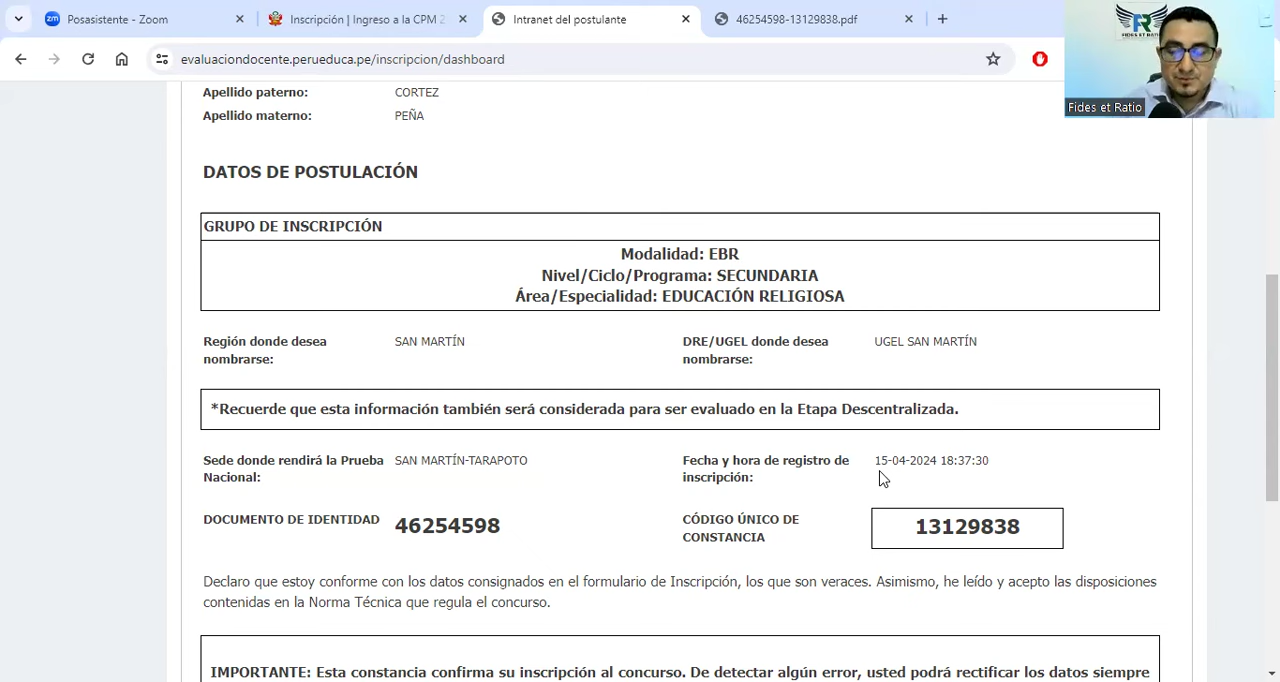 Posasistente - Zoom
Inscripción | Ingreso a la CPM 2
Intranet del postulante
46254598-13129838.pdf
evaluaciondocente.perueduca.pe/inscripcion/dashboard
FIDES ET RATIO
Fides et Ratio
Apellido paterno: CORTEZ
Apellido materno: PEÑA
DATOS DE POSTULACIÓN
GRUPO DE INSCRIPCIÓN
Modalidad: EBR
Nivel/Ciclo/Programa: SECUNDARIA
Área/Especialidad: EDUCACIÓN RELIGIOSA
Región donde desea nombrarse: SAN MARTÍN
DRE/UGEL donde desea nombrarse: UGEL SAN MARTÍN
*Recuerde que esta información también será considerada para ser evaluado en la Etapa Descentralizada.
Sede donde rendirá la Prueba Nacional: SAN MARTÍN-TARAPOTO
Fecha y hora de registro de inscripción: 15-04-2024 18:37:30
DOCUMENTO DE IDENTIDAD 46254598
CÓDIGO ÚNICO DE CONSTANCIA 13129838
Declaro que estoy conforme con los datos consignados en el formulario de Inscripción, los que son veraces. Asimismo, he leído y acepto las disposiciones
contenidas en la Norma Técnica que regula el concurso.
IMPORTANTE: Esta constancia confirma su inscripción al concurso. De detectar algún error, usted podrá rectificar los datos siempre